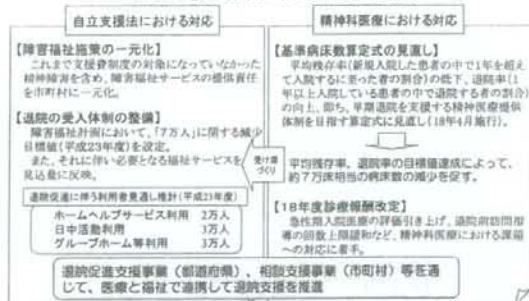 自立支援法における対応
【障害福祉施策の一元化】
これまで支援費制度の対象になっていなかった
精神障害を含め、障害福祉サービスの提供責任
を市町村に一元化。
【退院の受入体制の整備】
障害福祉計画において、「7万人」に関する減少
目標値(平成23年度)を設定。
また、それに伴い必要となる福祉サービスを
見込量に反映。
退院促進に伴う利用者見通し推計(平成23年度)
ホームヘルプサービス利用 2万人
日中活動利用 3万人
グループホーム等利用 3万人
受け皿
づくり
精神科医療における対応
【基準病床数算定式の見直し】
平均残存率(新規入院した患者の中で1年を超え
て入院するに至った者の割合)の低下、退院率(1
年以上入院している患者の中で退院する者の割合)
の向上、即ち、早期退院を支援する精神医療提供
体制を目指す算定式に見直し(18年4月施行)。
平均残存率、退院率の目標値達成によって、
約7万床相当の病床数の減少を促す。
【18年度診療報酬改定】
急性期入院医療の評価引き上げ、退院前訪問指
導の回数上限緩和など、精神科医療における課題
への対応に着手。
退院促進支援事業(都道府県)、相談支援事業(市町村)等を通
じて、医療と福祉で連携して退院支援を推進
17